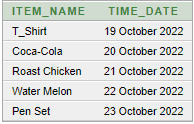 ITEM_NAME TIME_DATE
T_Shirt 19 October 2022
Coca-Cola 20 October 2022
Roast Chicken 21 October 2022
Water Melon 22 October 2022
Pen Set 23 October 2022